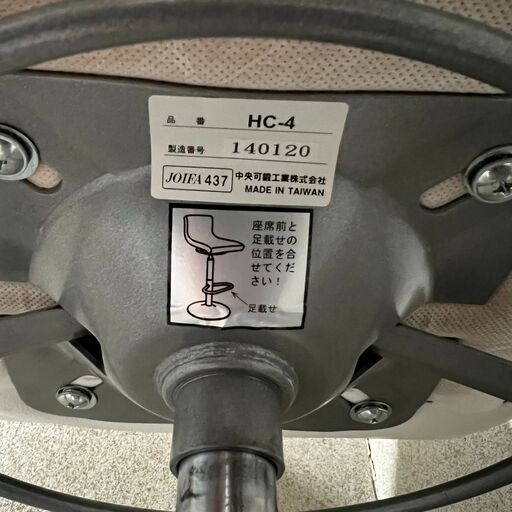 品 番 HC-4
製造番号 140120
JOIFA 437 中央可鍛工業株式会社
MADE IN TAIWAN
座席前と
足載せの
位置を合
せてくだ
さい！
足載せ